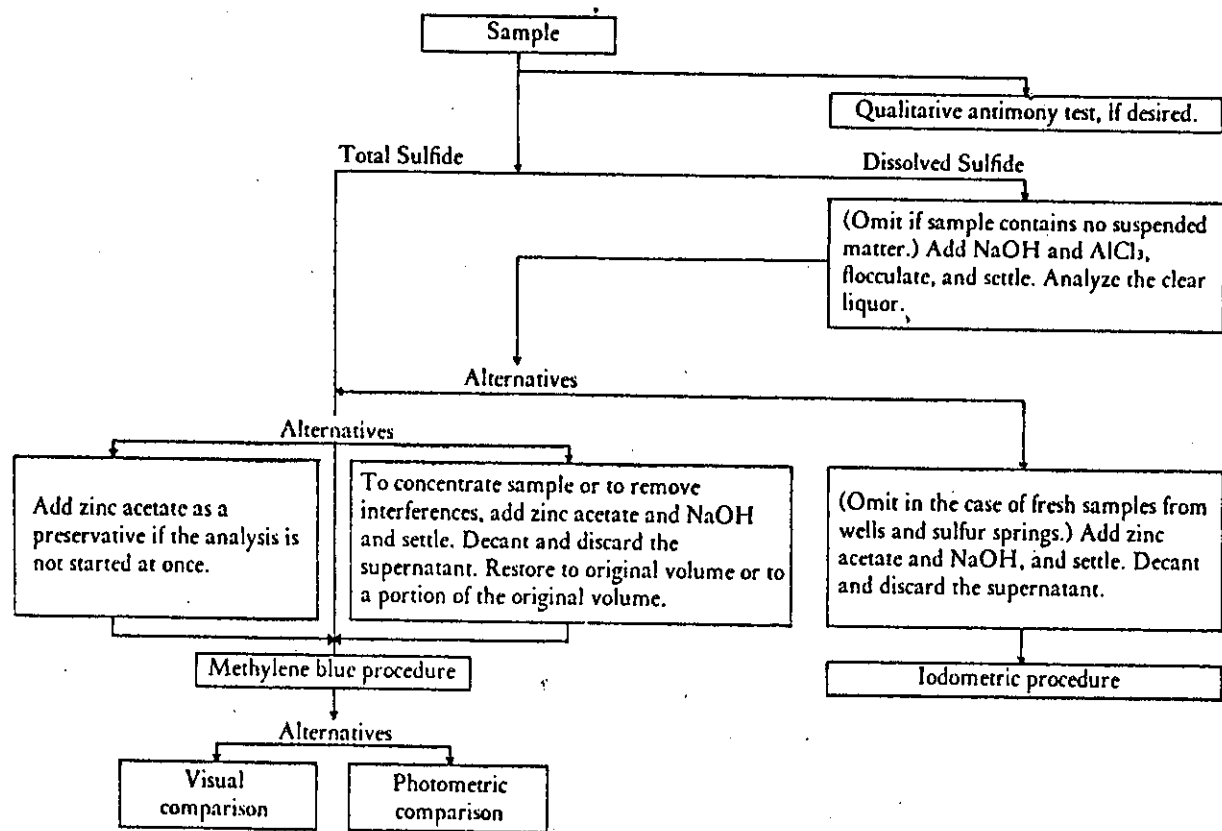 Sample
Qualitative antimony test, if desired.
Total Sulfide
Dissolved Sulfide
(Omit if sample contains no suspended
matter.) Add NaOH and AlCl₃,
flocculate, and settle. Analyze the clear
liquor.
Alternatives
Alternatives
Add zinc acetate as a
preservative if the analysis is
not started at once.
To concentrate sample or to remove
interferences, add zinc acetate and NaOH
and settle. Decant and discard the
supernatant. Restore to original volume or to
a portion of the original volume.
(Omit in the case of fresh samples from
wells and sulfur springs.) Add zinc
acetate and NaOH, and settle. Decant
and discard the supernatant.
Methylene blue procedure
Iodometric procedure
Alternatives
Visual
comparison
Photometric
comparison